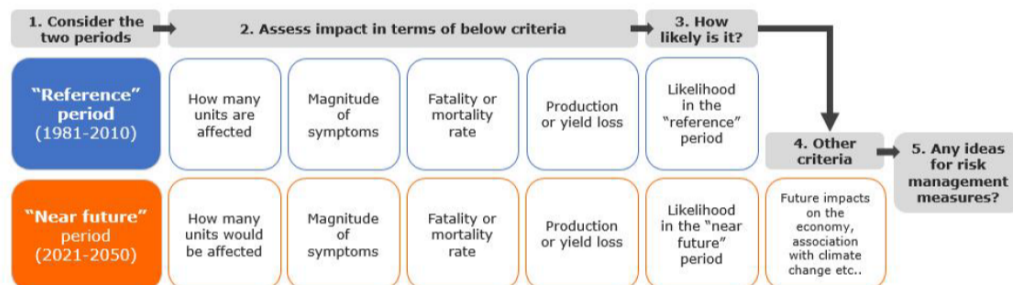 1. Consider the
two periods
2. Assess impact in terms of below criteria
3. How
likely is it?
"Reference"
period
(1981-2010)
How many
units are
affected
Magnitude
of
symptoms
Fatality or
mortality
rate
Production
or yield loss
Likelihood
in the
"reference"
period
4. Other
criteria
5. Any ideas
for risk
management
measures?
"Near future"
period
(2021-2050)
How many
units would
be affected
Magnitude
of
symptoms
Fatality or
mortality
rate
Production
or yield loss
Likelihood
in the "near
future"
period
Future impacts
on the
economy,
association
with climate
change etc..